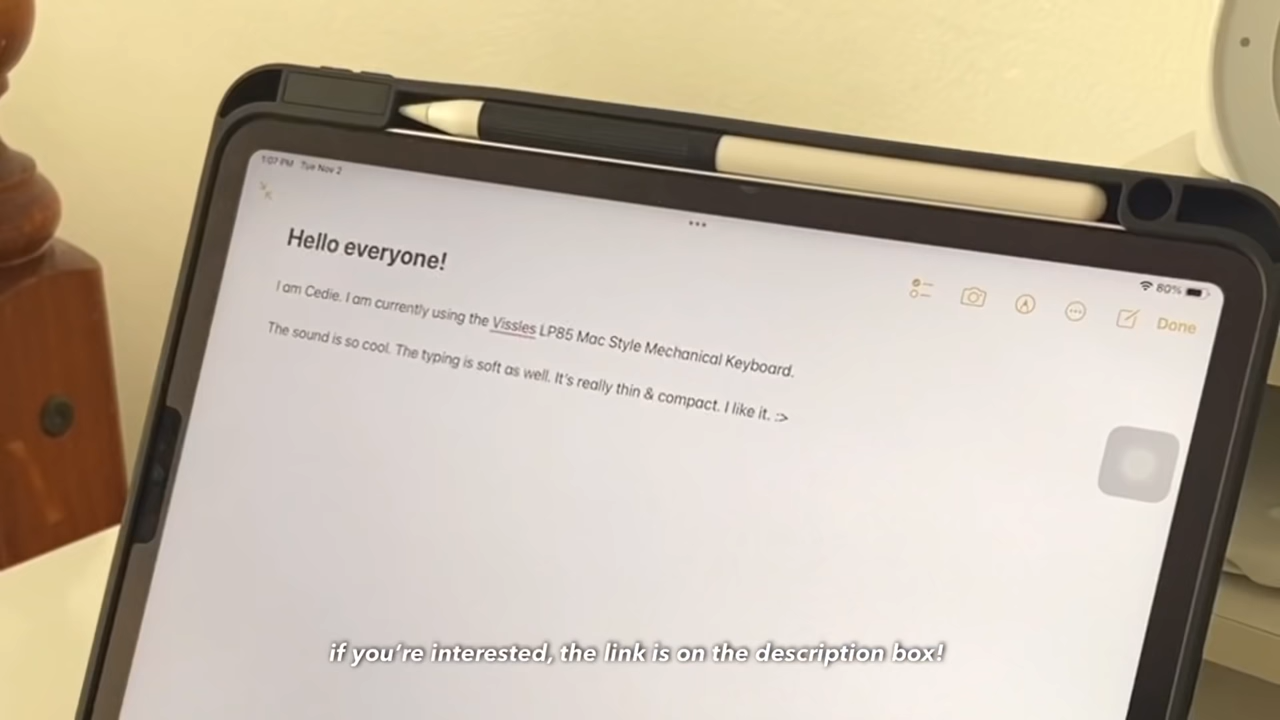 1:07 PM Tue Nov 2
80%
Done
Hello everyone!
I am Cedie. I am currently using the Vissles LP85 Mac Style Mechanical Keyboard.
The sound is so cool. The typing is soft as well. It's really thin & compact. I like it. :>
if you're interested, the link is on the description box!